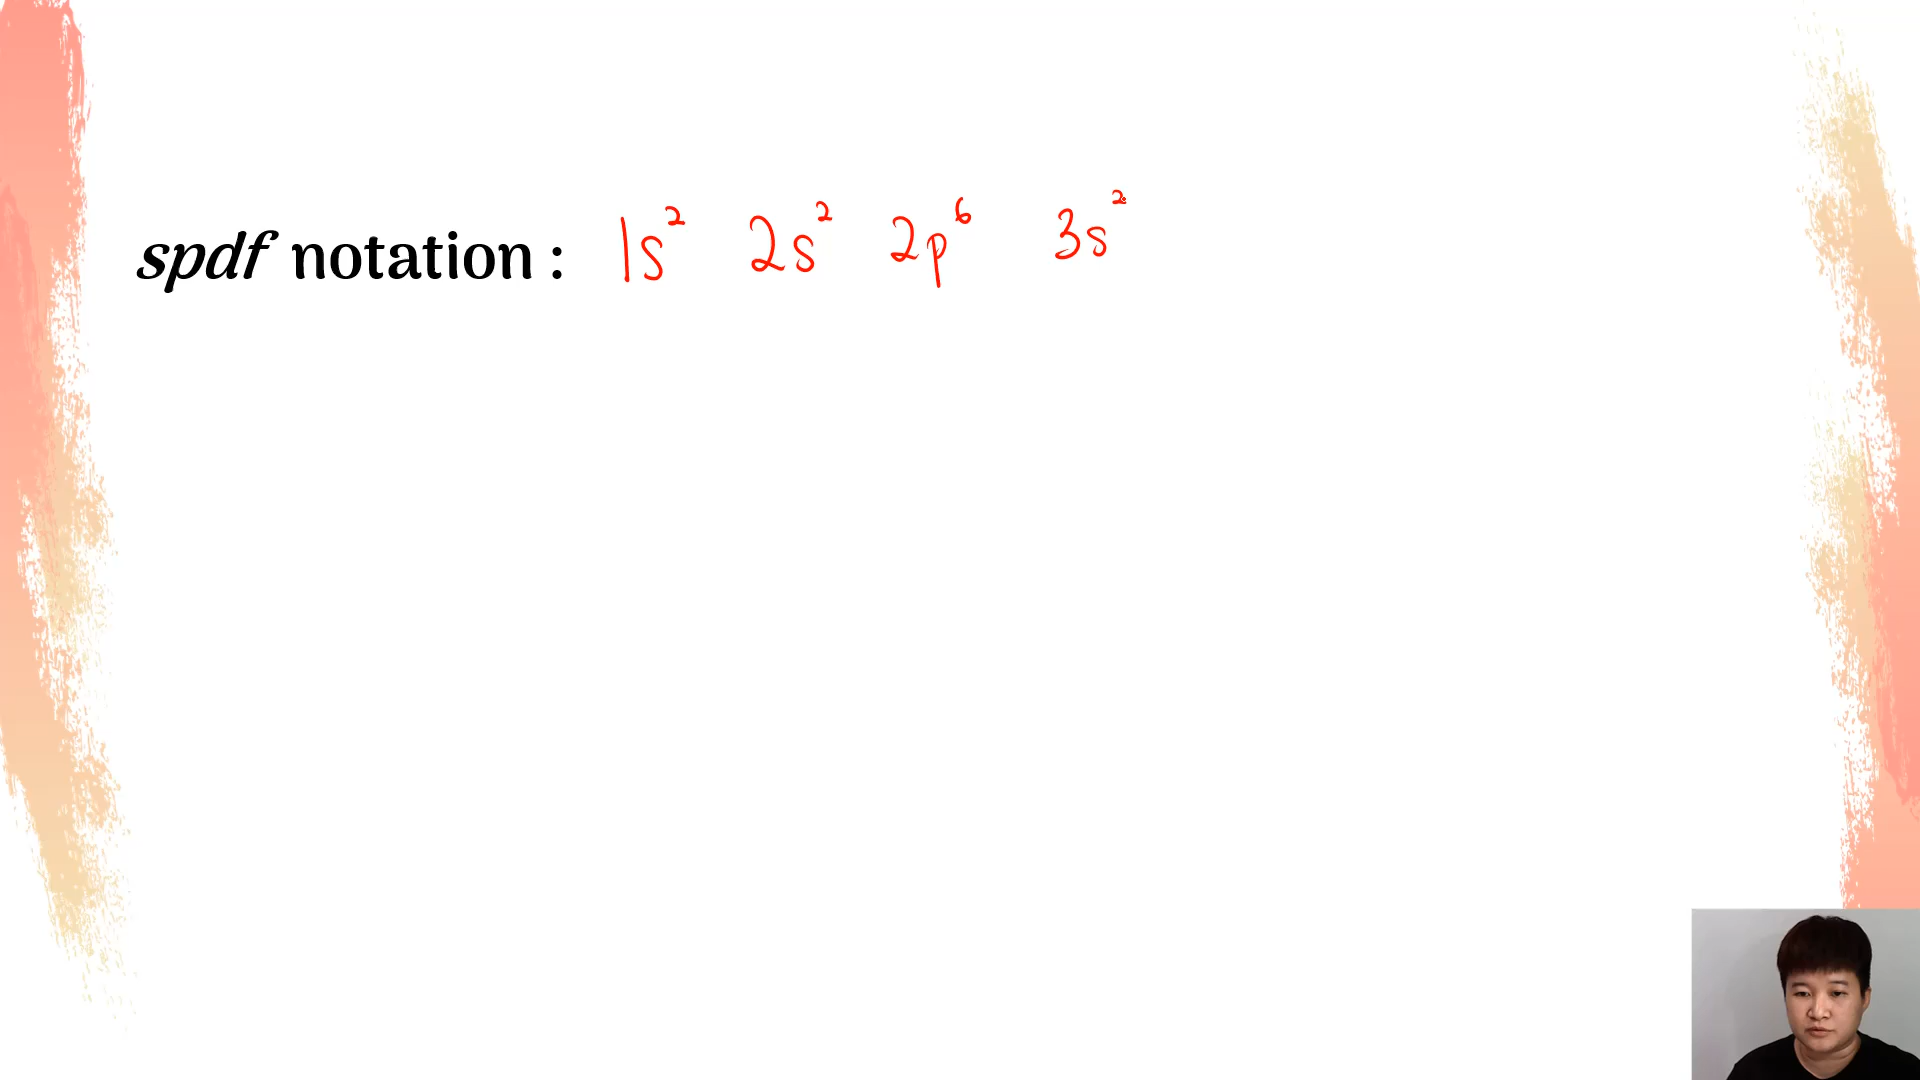 spdf notation : 1s² 2s² 2p⁶ 3s²